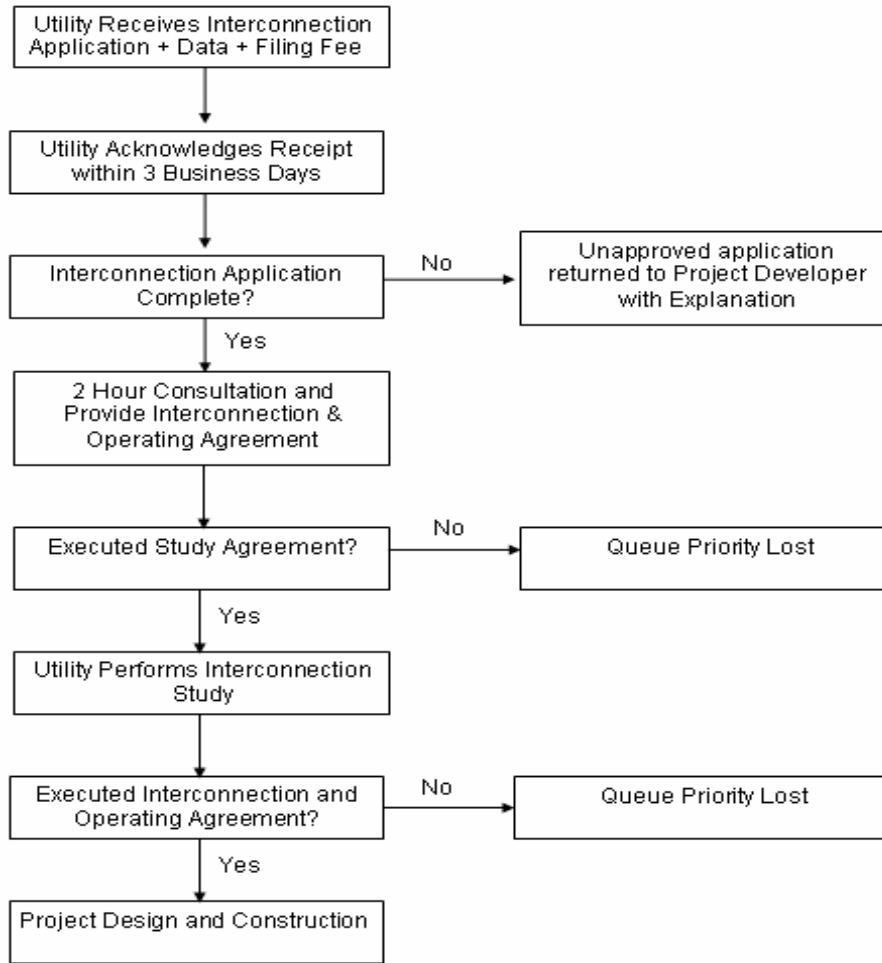 Utility Receives Interconnection
Application + Data + Filing Fee
Utility Acknowledges Receipt
within 3 Business Days
Interconnection Application
Complete?
No
Unapproved application
returned to Project Developer
with Explanation
Yes
2 Hour Consultation and
Provide Interconnection &
Operating Agreement
Executed Study Agreement?
No
Queue Priority Lost
Yes
Utility Performs Interconnection
Study
Executed Interconnection and
Operating Agreement?
No
Queue Priority Lost
Yes
Project Design and Construction